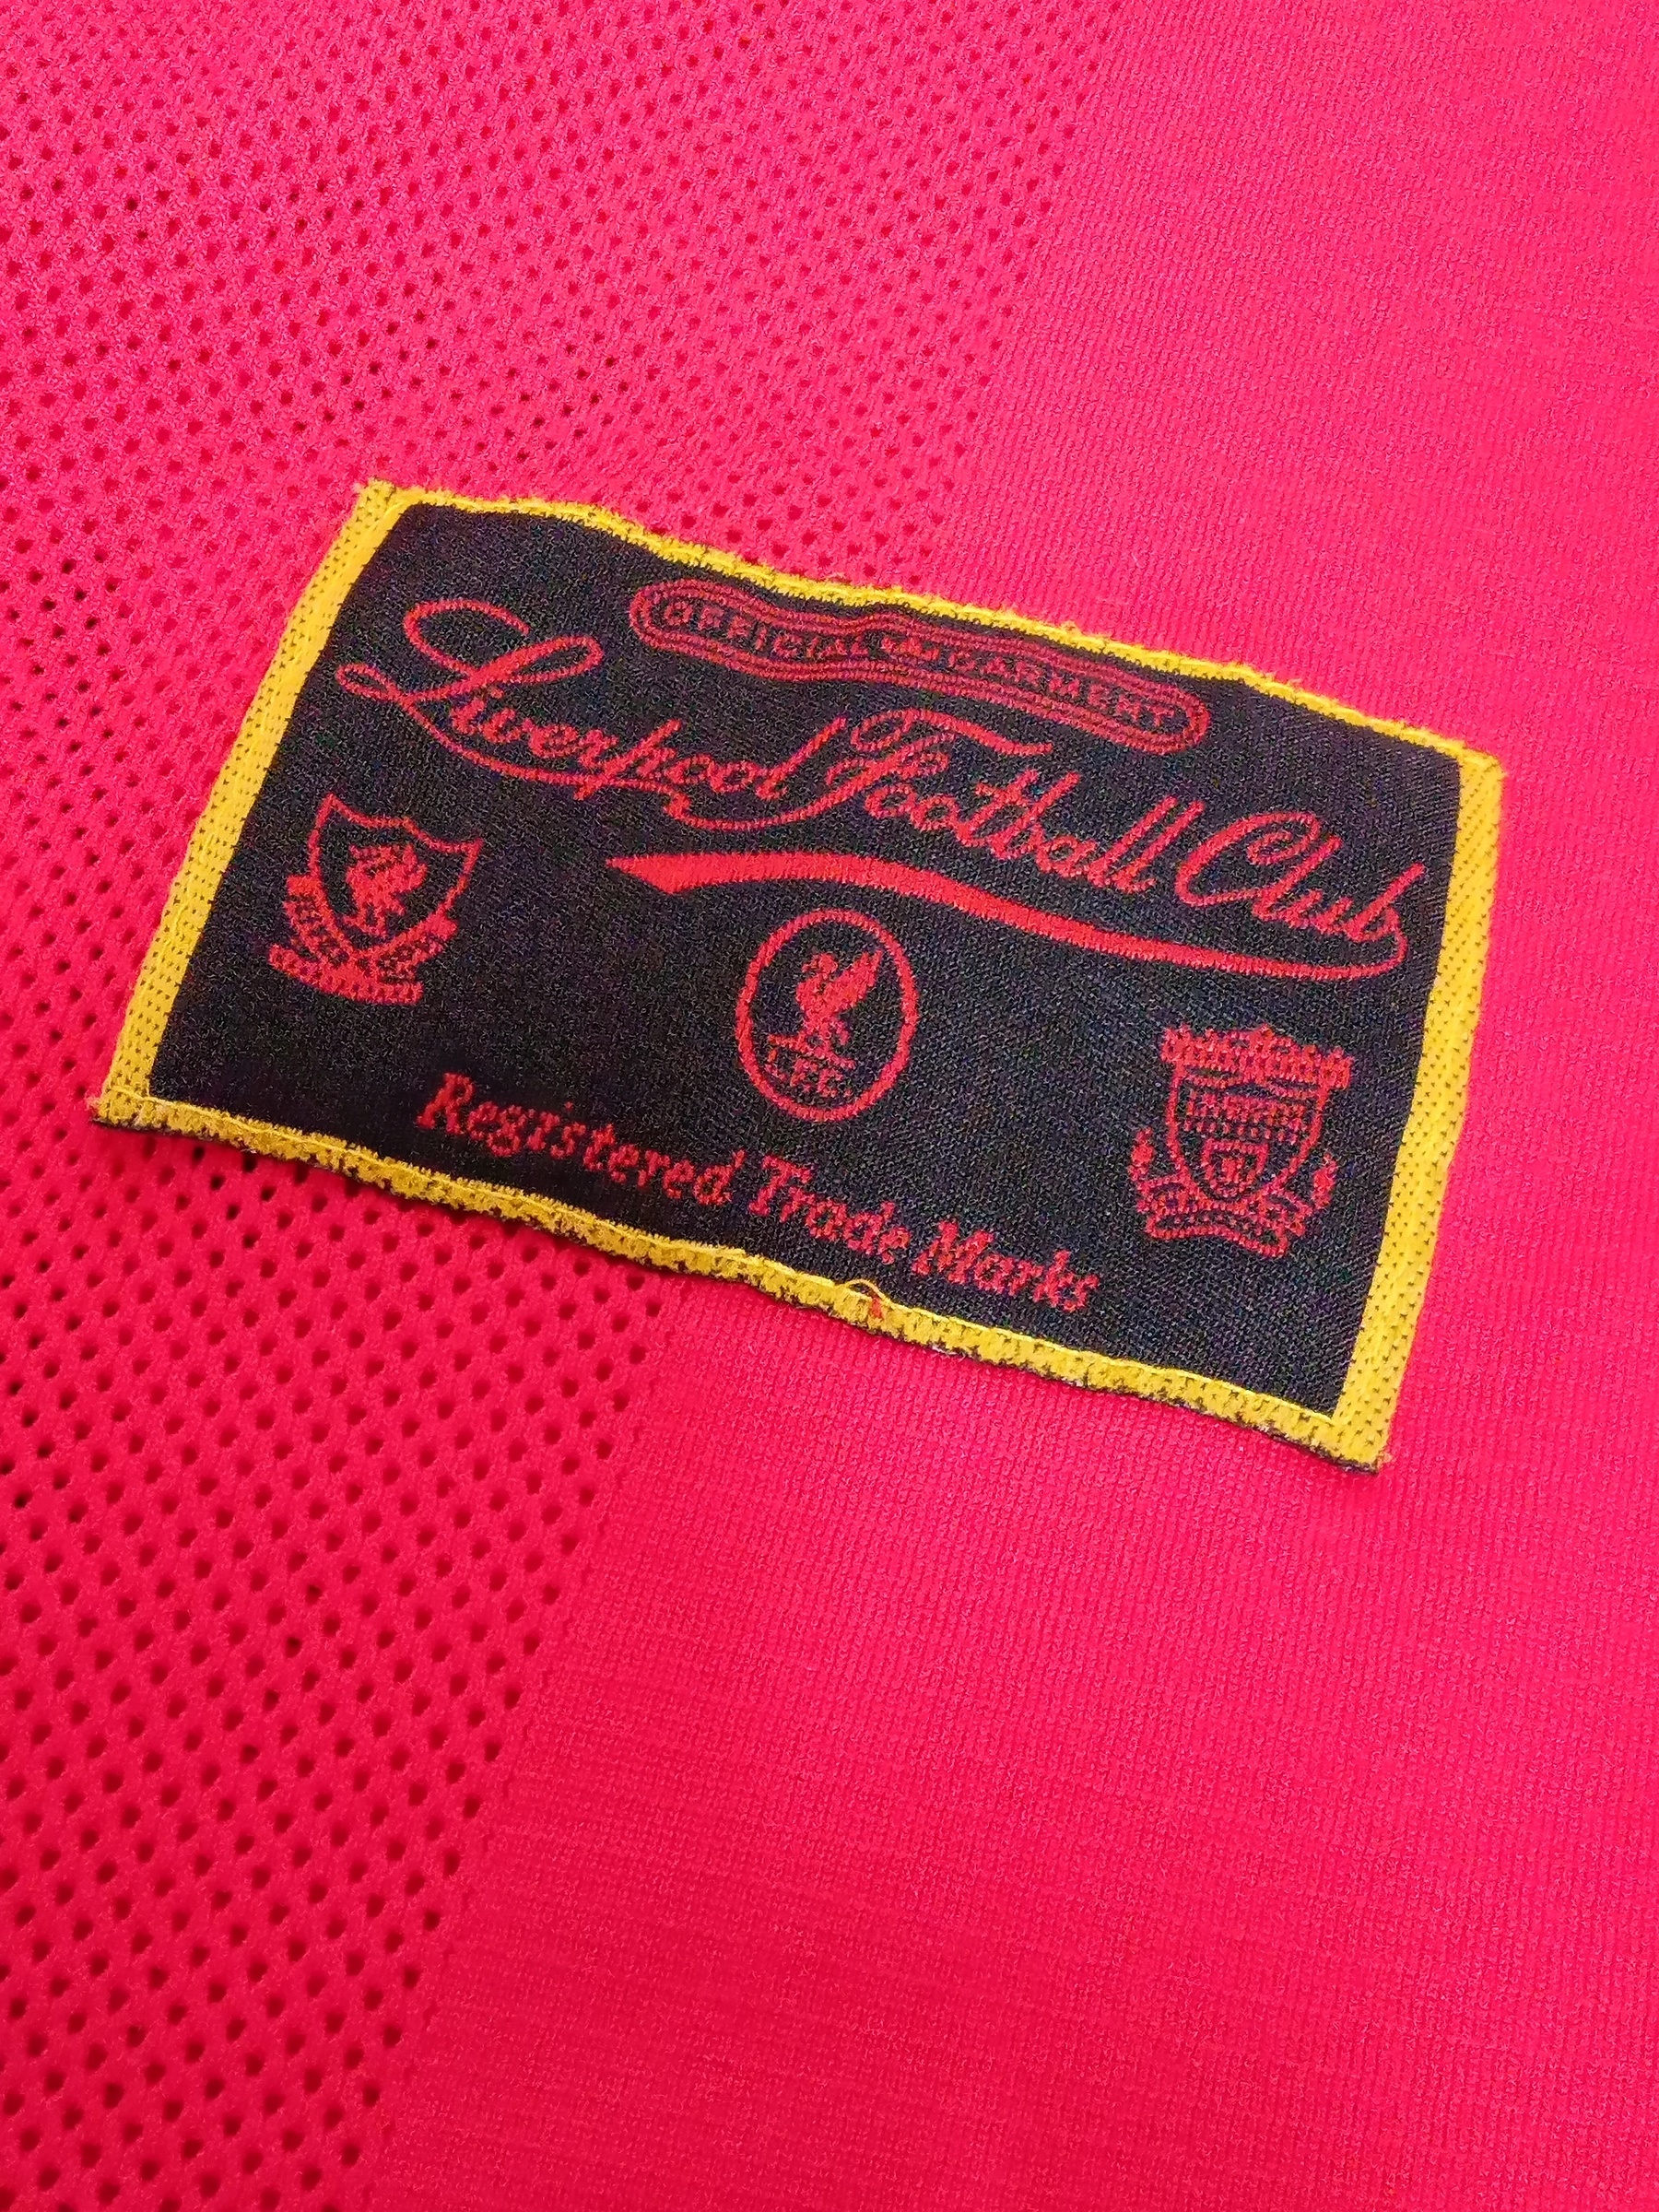 OFFICIAL GARMENT
Liverpool Football Club
L.F.C.
Registered Trade Marks